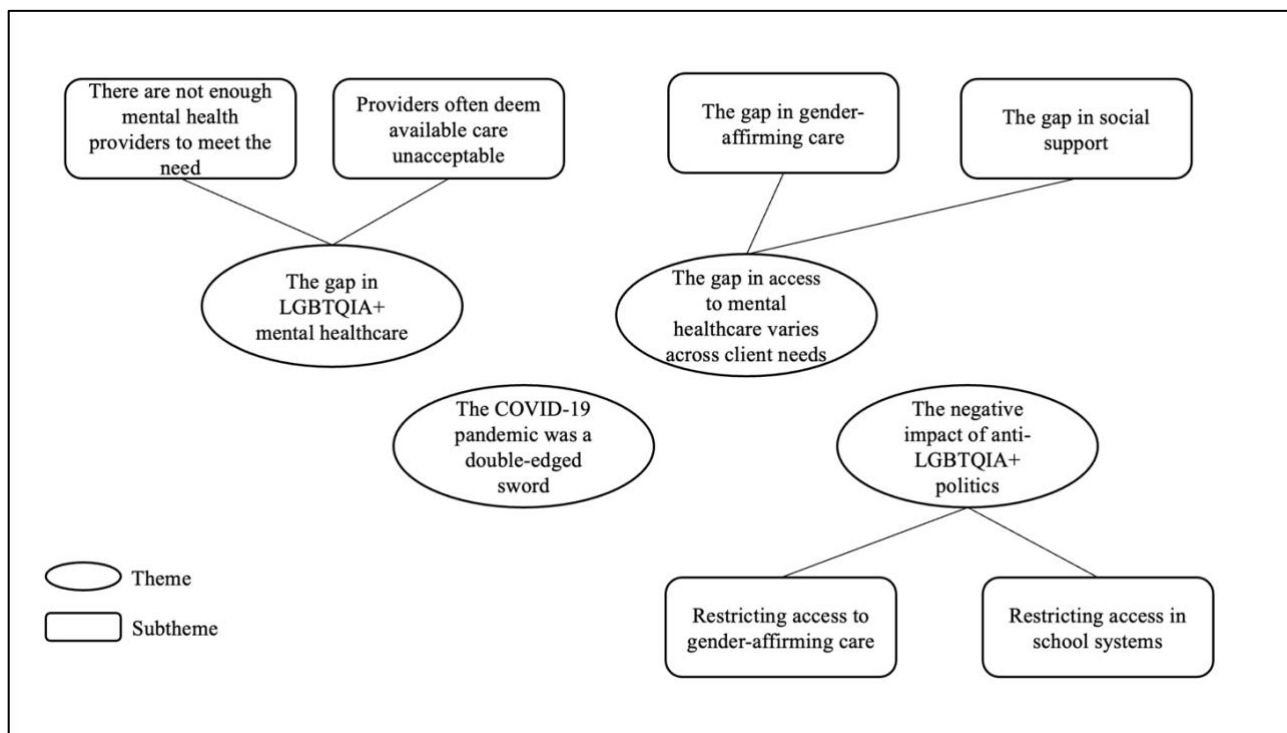 There are not enough
mental health
providers to meet the
need
Providers often deem
available care
unacceptable
The gap in gender-
affirming care
The gap in social
support
The gap in
LGBTQIA+
mental healthcare
The gap in access
to mental
healthcare varies
across client needs
The COVID-19
pandemic was a
double-edged
sword
The negative
impact of anti-
LGBTQIA+
politics
Theme
Subtheme
Restricting access to
gender-affirming care
Restricting access in
school systems